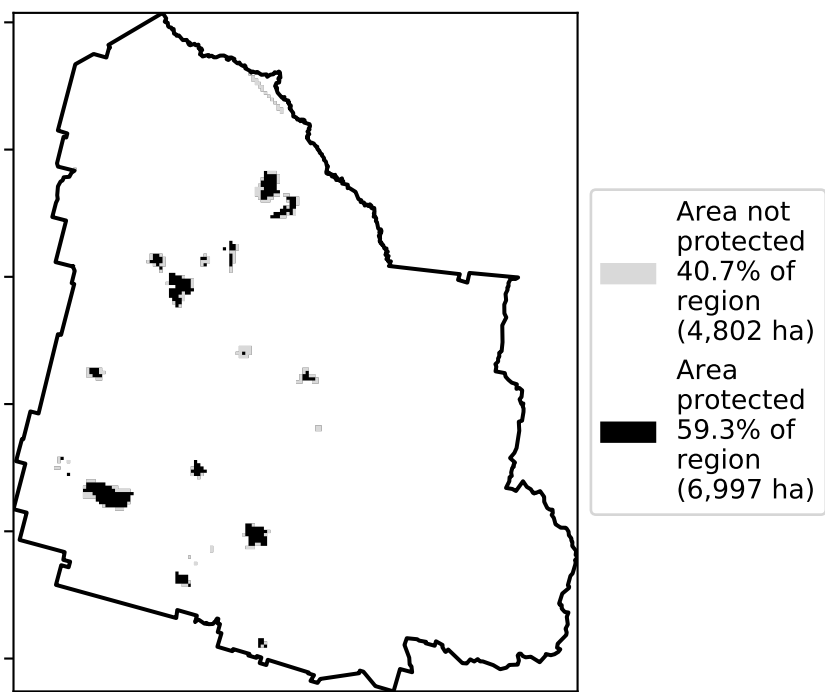 Area not
protected
40.7% of
region
(4,802 ha)
Area
protected
59.3% of
region
(6,997 ha)